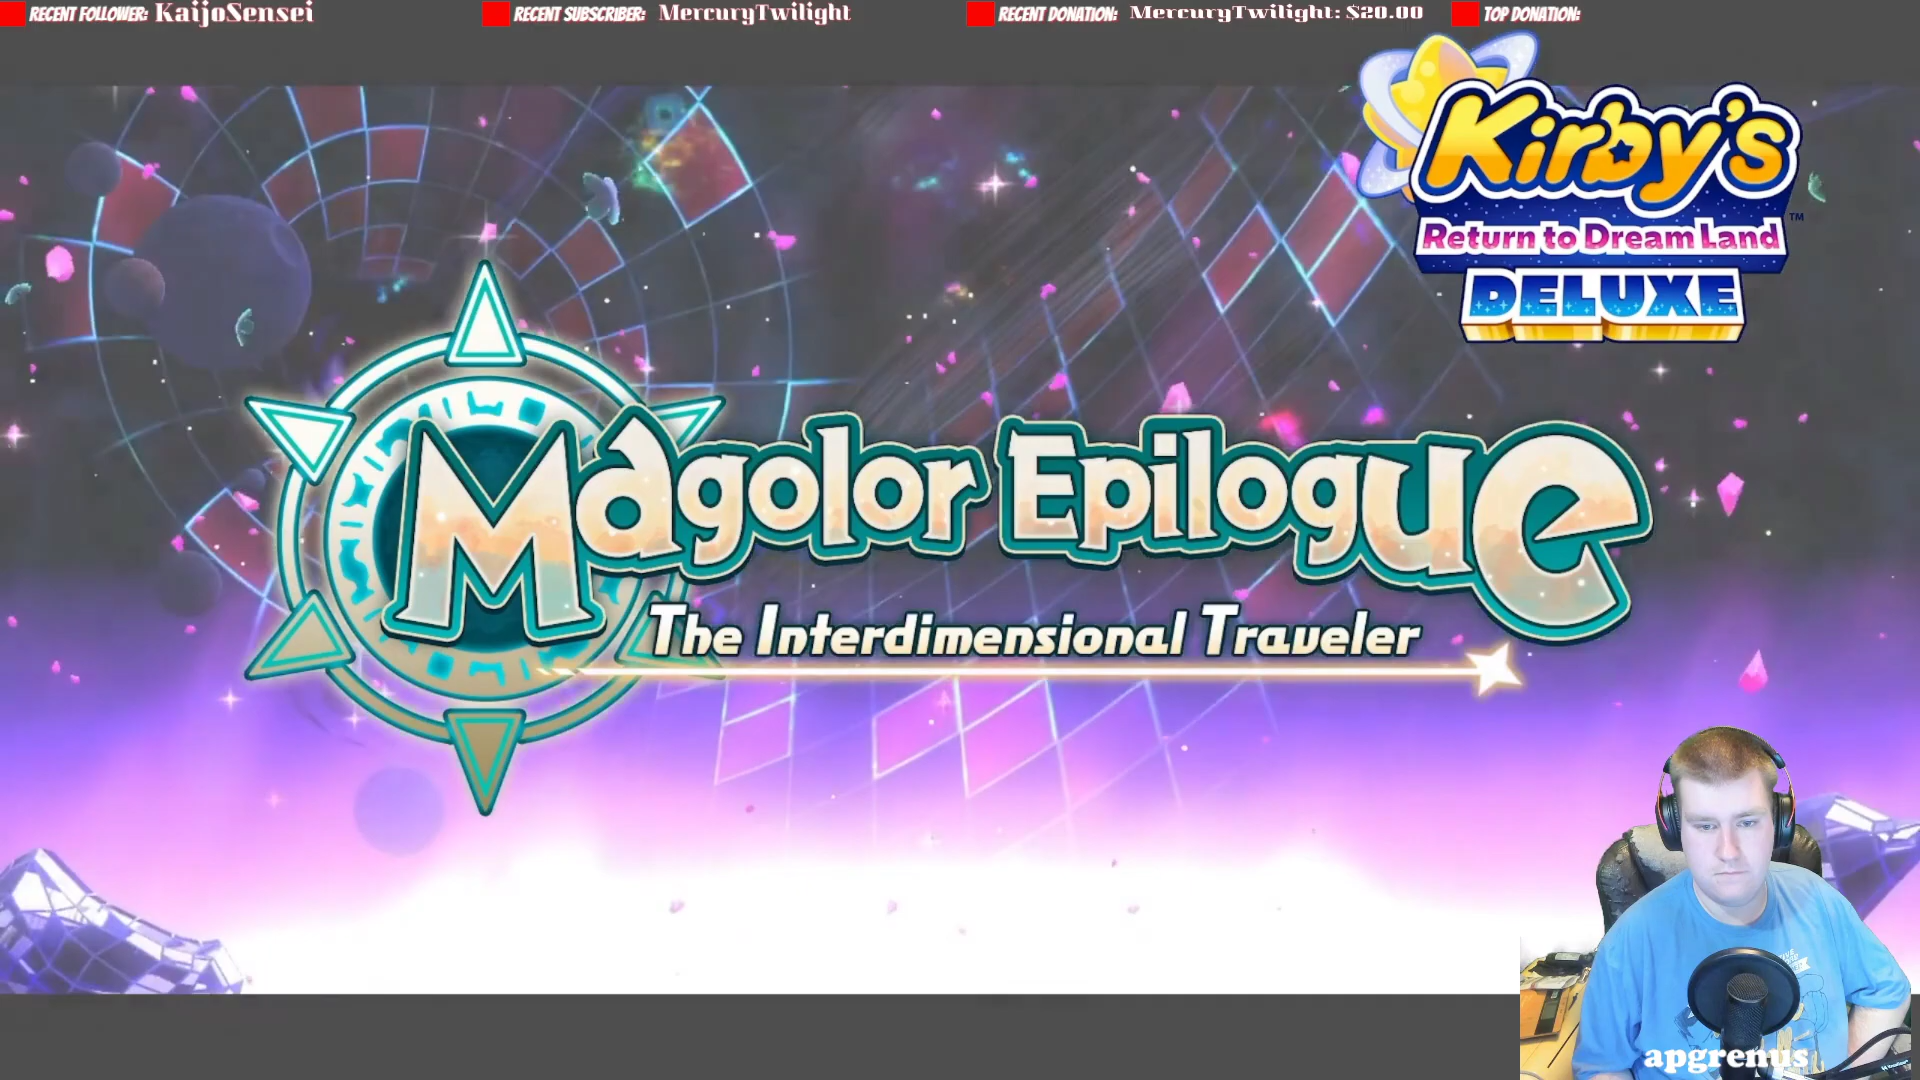 RECENT FOLLOWER: KaijoSensei
RECENT SUBSCRIBER: MercuryTwilight
RECENT DONATION: MercuryTwilight: $20.00
TOP DONATION:
Kirby's
Return to Dream Land
TM
DELUXE
Magolor Epilogue
The Interdimensional Traveler
apgrenus